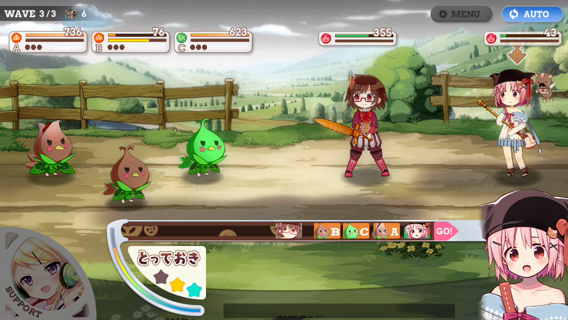 WAVE 3/3 6
MENU
AUTO
736
76
623
355
43
A
B
C
B
C
A
GO!
とっておき
SUPPORT